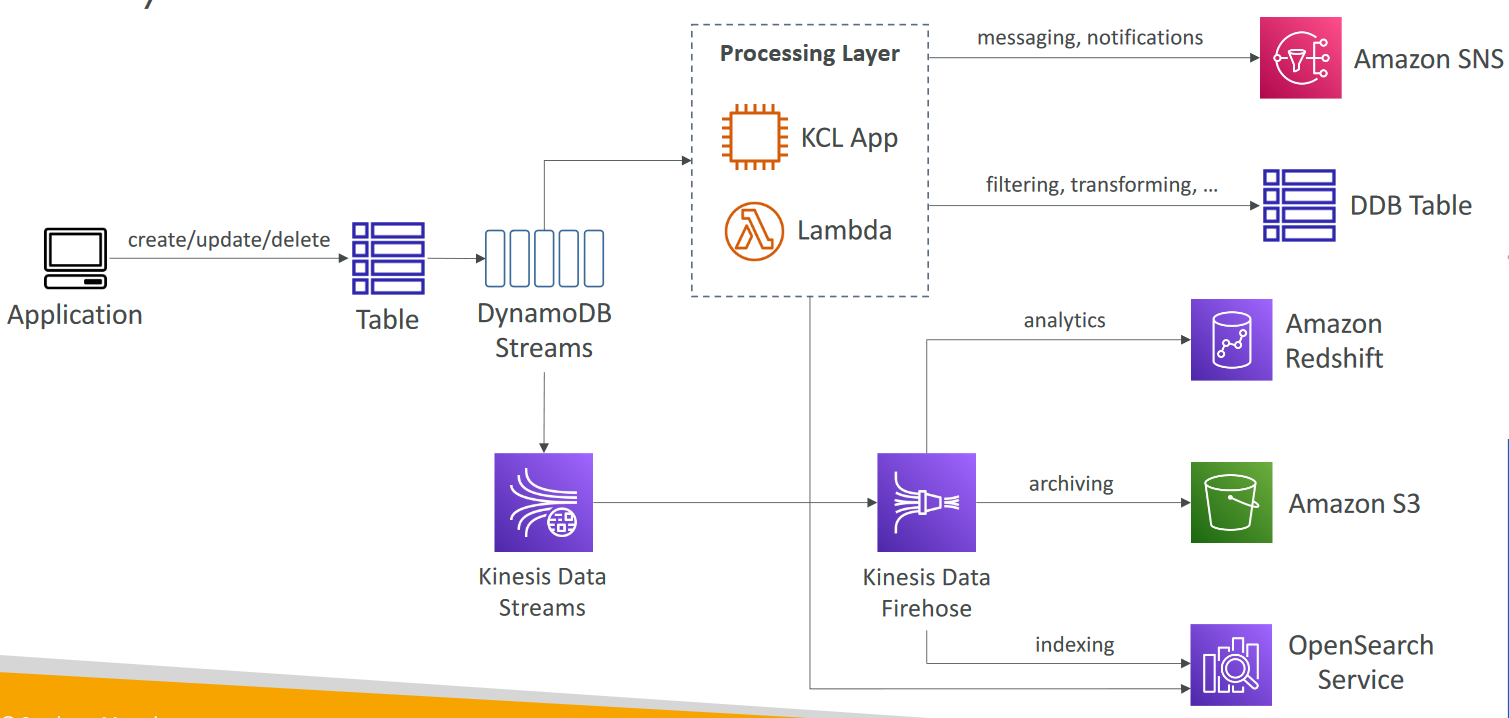 Processing Layer
KCL App
Lambda
messaging, notifications
Amazon SNS
filtering, transforming, ...
DDB Table
create/update/delete
Application
Table
DynamoDB
Streams
analytics
Amazon
Redshift
Kinesis Data
Streams
Kinesis Data
Firehose
archiving
Amazon S3
indexing
OpenSearch
Service